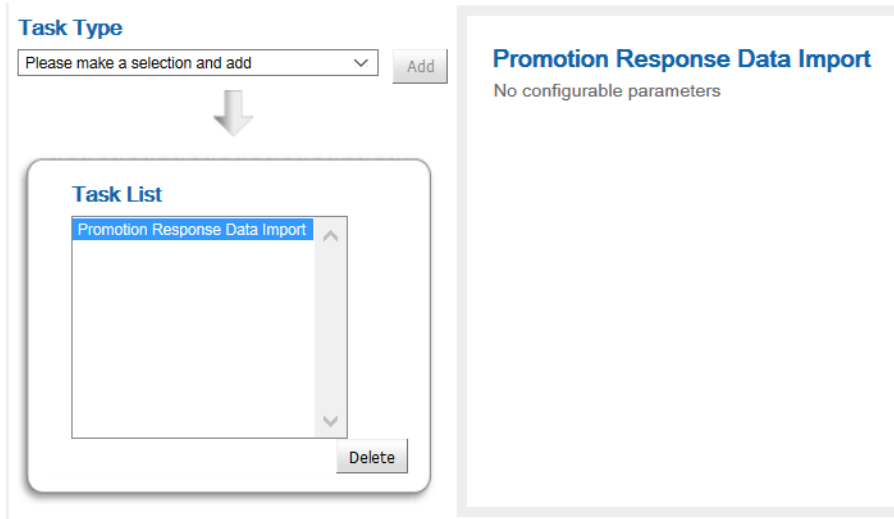 Task Type
Please make a selection and add
Add
Task List
Promotion Response Data Import
Delete
Promotion Response Data Import
No configurable parameters